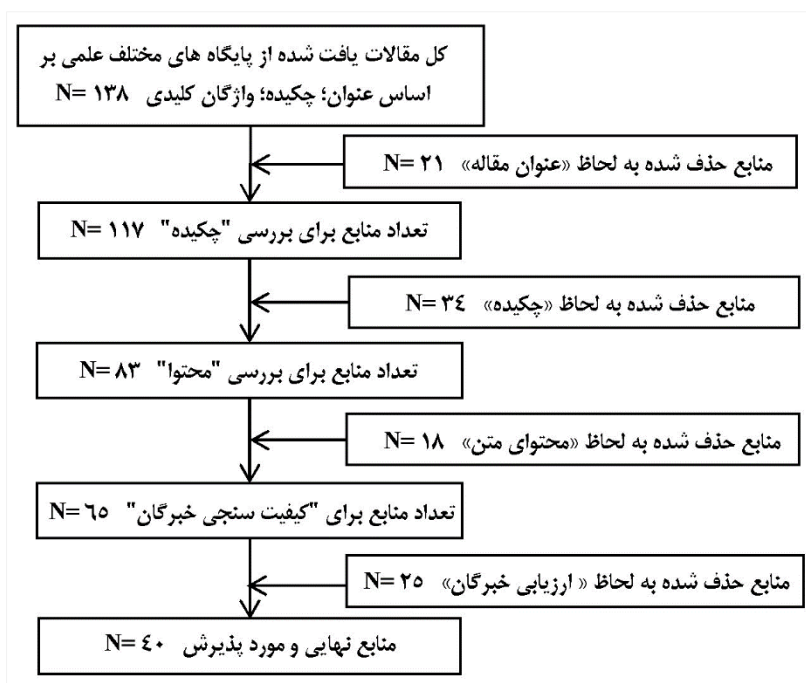 کل مقالات یافت شده از پایگاه های مختلف علمی بر
اساس عنوان؛ چکیده؛ واژگان کلیدی N= ۱۳۸
منابع حذف شده به لحاظ «عنوان مقاله» N= ۲۱
تعداد منابع برای بررسی "چکیده" N= ۱۱۷
منابع حذف شده به لحاظ «چکیده» N= ۳٤
تعداد منابع برای بررسی "محتوا" N= ۸۳
منابع حذف شده به لحاظ «محتوای متن» N= ۱۸
تعداد منابع برای "کیفیت سنجی خبرگان" N= ٦٥
منابع حذف شده به لحاظ « ارزیابی خبرگان» N= ۲٥
منابع نهایی و مورد پذیرش N= ٤۰